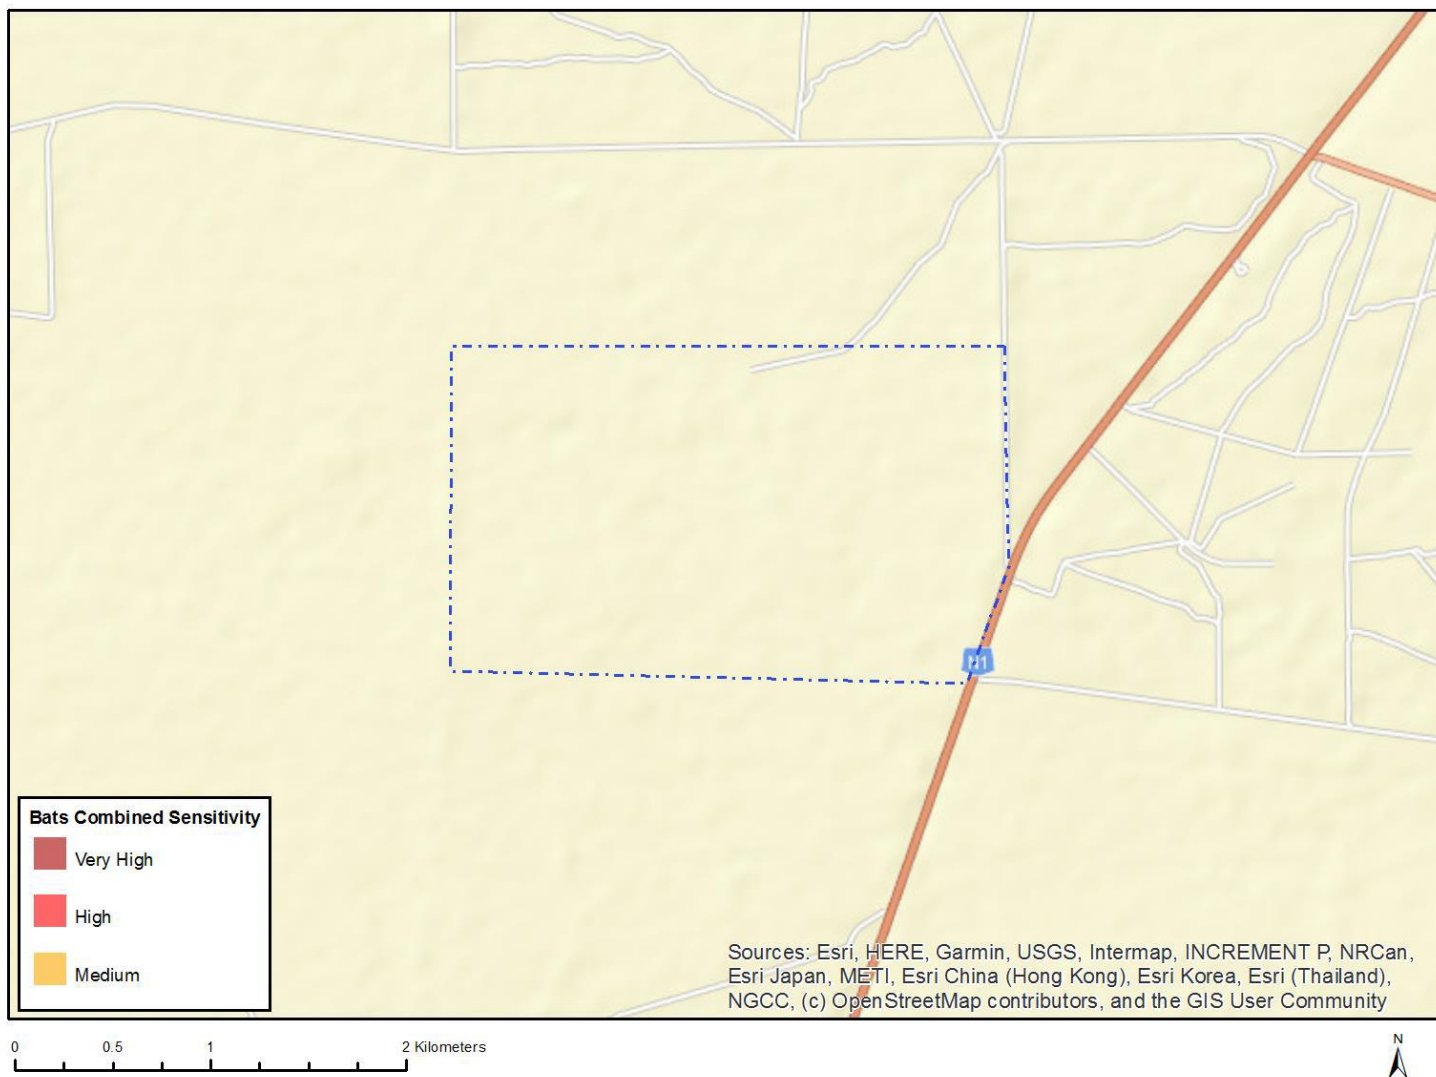 N1
Bats Combined Sensitivity
Very High
High
Medium
Sources: Esri, HERE, Garmin, USGS, Intermap, INCREMENT P, NRCan,
Esri Japan, METI, Esri China (Hong Kong), Esri Korea, Esri (Thailand),
NGCC, (c) OpenStreetMap contributors, and the GIS User Community
0 0.5 1 2 Kilometers
N